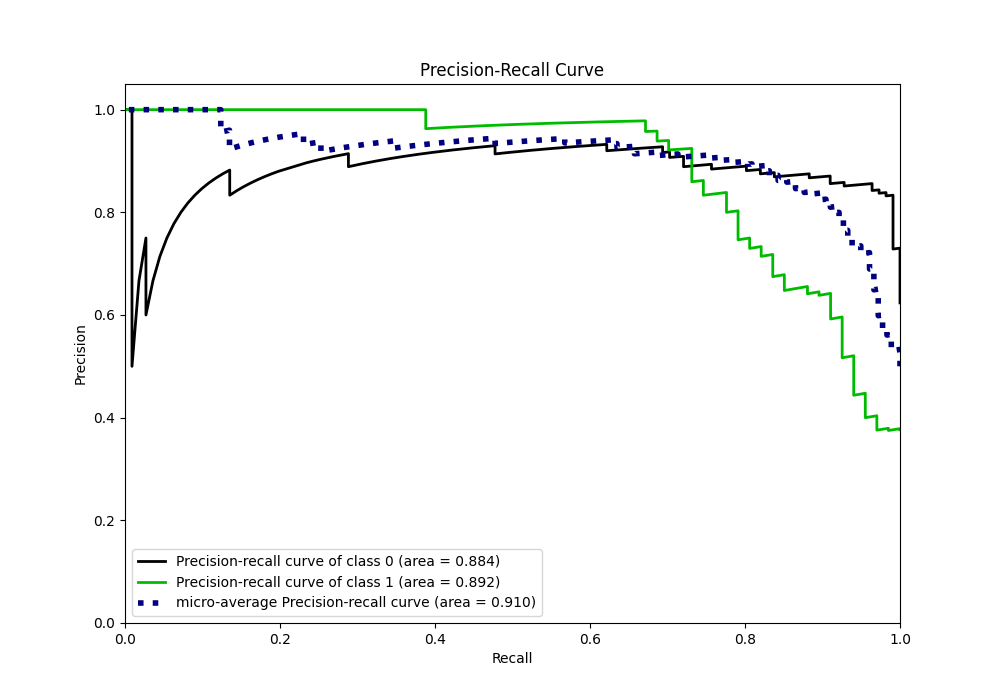 Precision-Recall Curve
1.0
0.8
0.6
0.4
0.2
0.0
Precision
Precision-recall curve of class 0 (area = 0.884)
Precision-recall curve of class 1 (area = 0.892)
micro-average Precision-recall curve (area = 0.910)
0.0 0.2 0.4 0.6 0.8 1.0
Recall